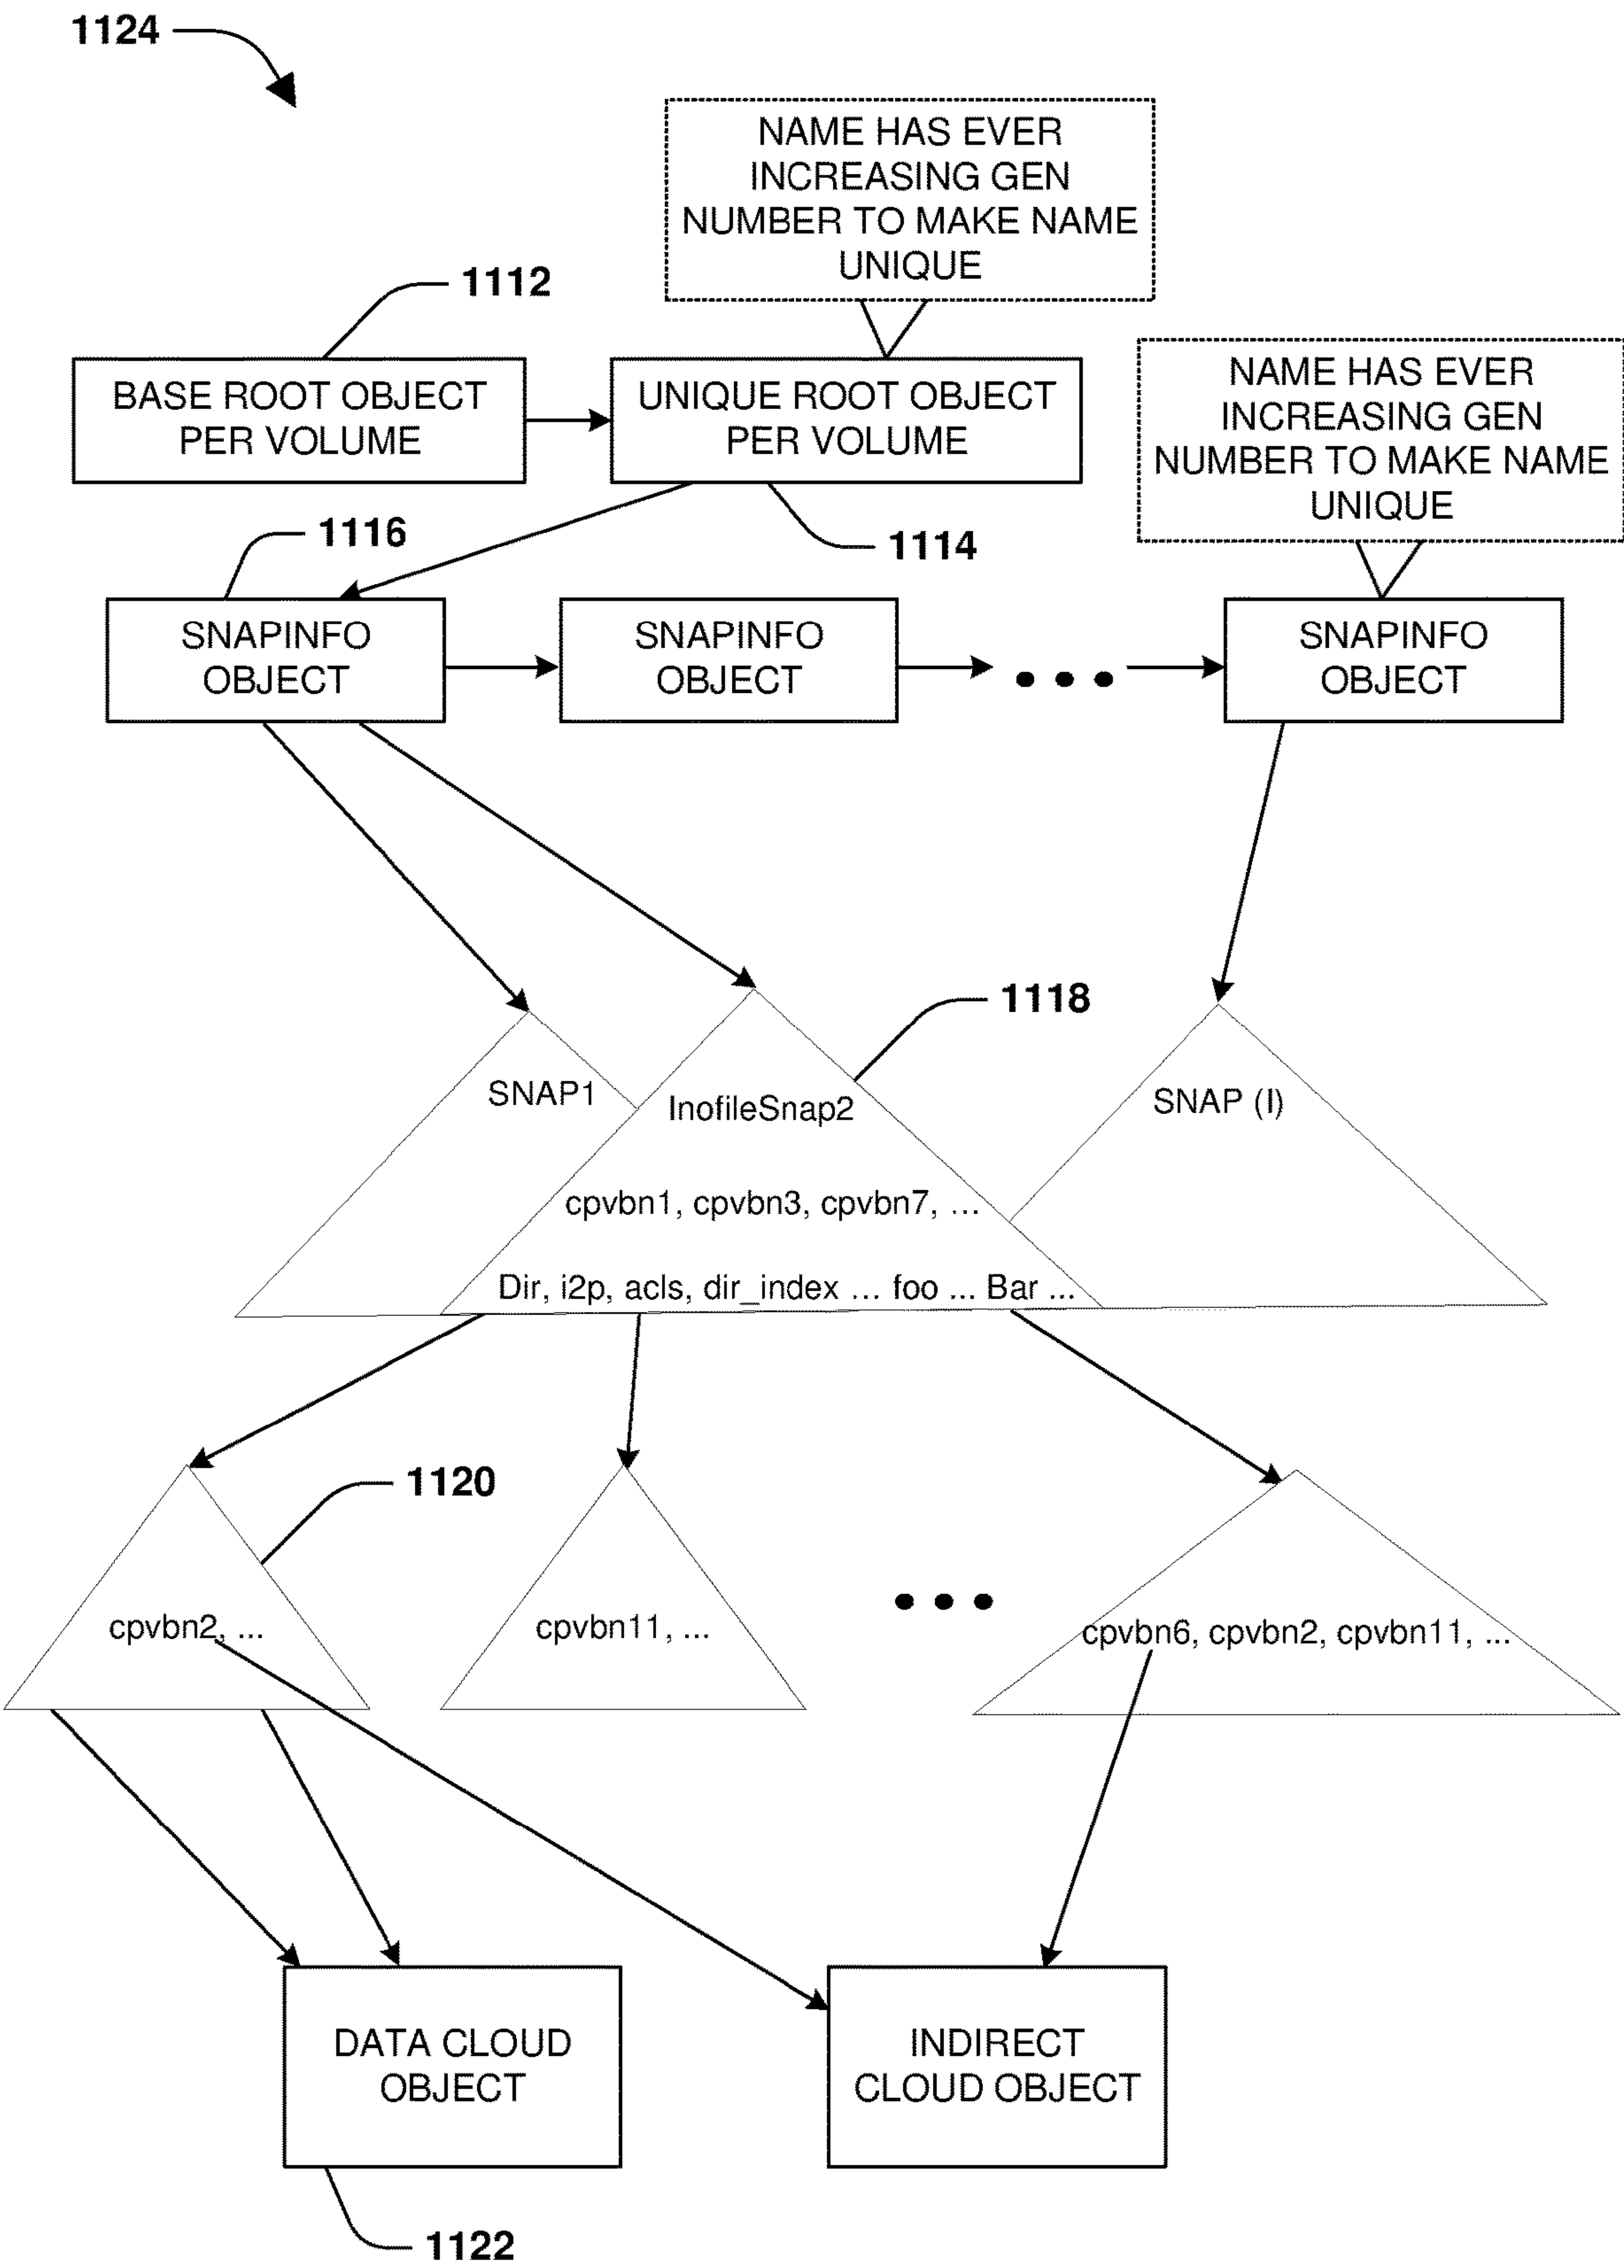 1124
NAME HAS EVER
INCREASING GEN
NUMBER TO MAKE NAME
UNIQUE
1112
BASE ROOT OBJECT
PER VOLUME
UNIQUE ROOT OBJECT
PER VOLUME
NAME HAS EVER
INCREASING GEN
NUMBER TO MAKE NAME
UNIQUE
1116
1114
SNAPINFO
OBJECT
SNAPINFO
OBJECT
SNAPINFO
OBJECT
1118
SNAP1
InofileSnap2
SNAP (I)
cpvbn1, cpvbn3, cpvbn7, ...
Dir, i2p, acls, dir_index ... foo ... Bar ...
1120
cpvbn2, ...
cpvbn11, ...
cpvbn6, cpvbn2, cpvbn11, ...
DATA CLOUD
OBJECT
INDIRECT
CLOUD OBJECT
1122